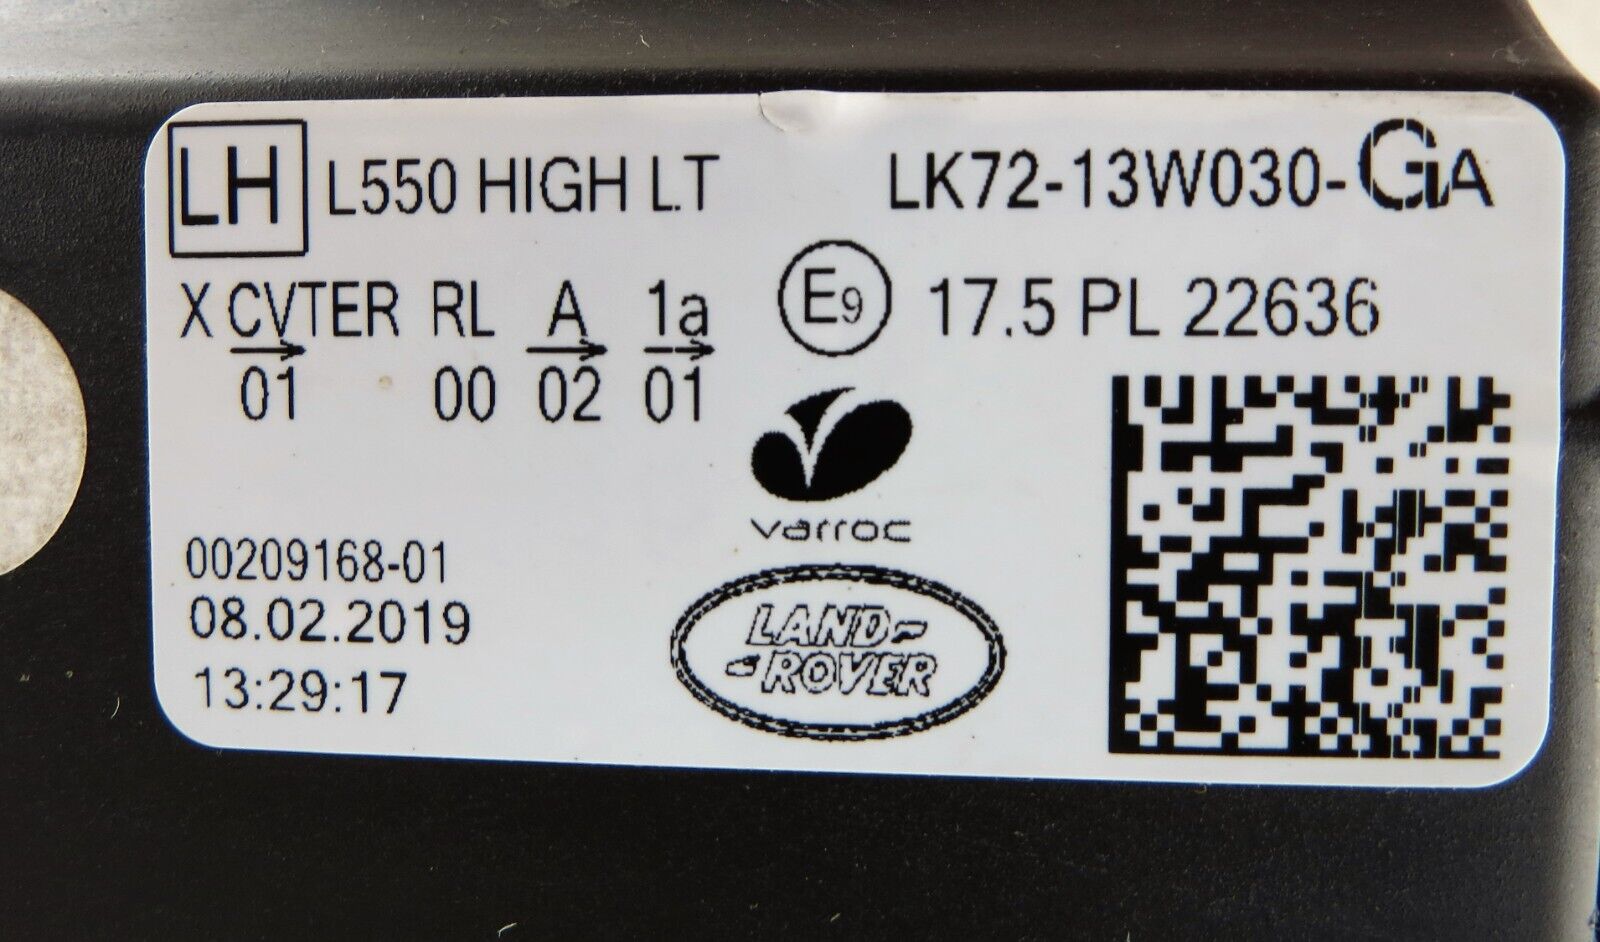 LH L550 HIGH L.T LK72-13W030-GA
X CVTER RL A 1a E9 17.5 PL 22636
01 00 02 01
varroc
00209168-01
08.02.2019
13:29:17
LAND-
-ROVER